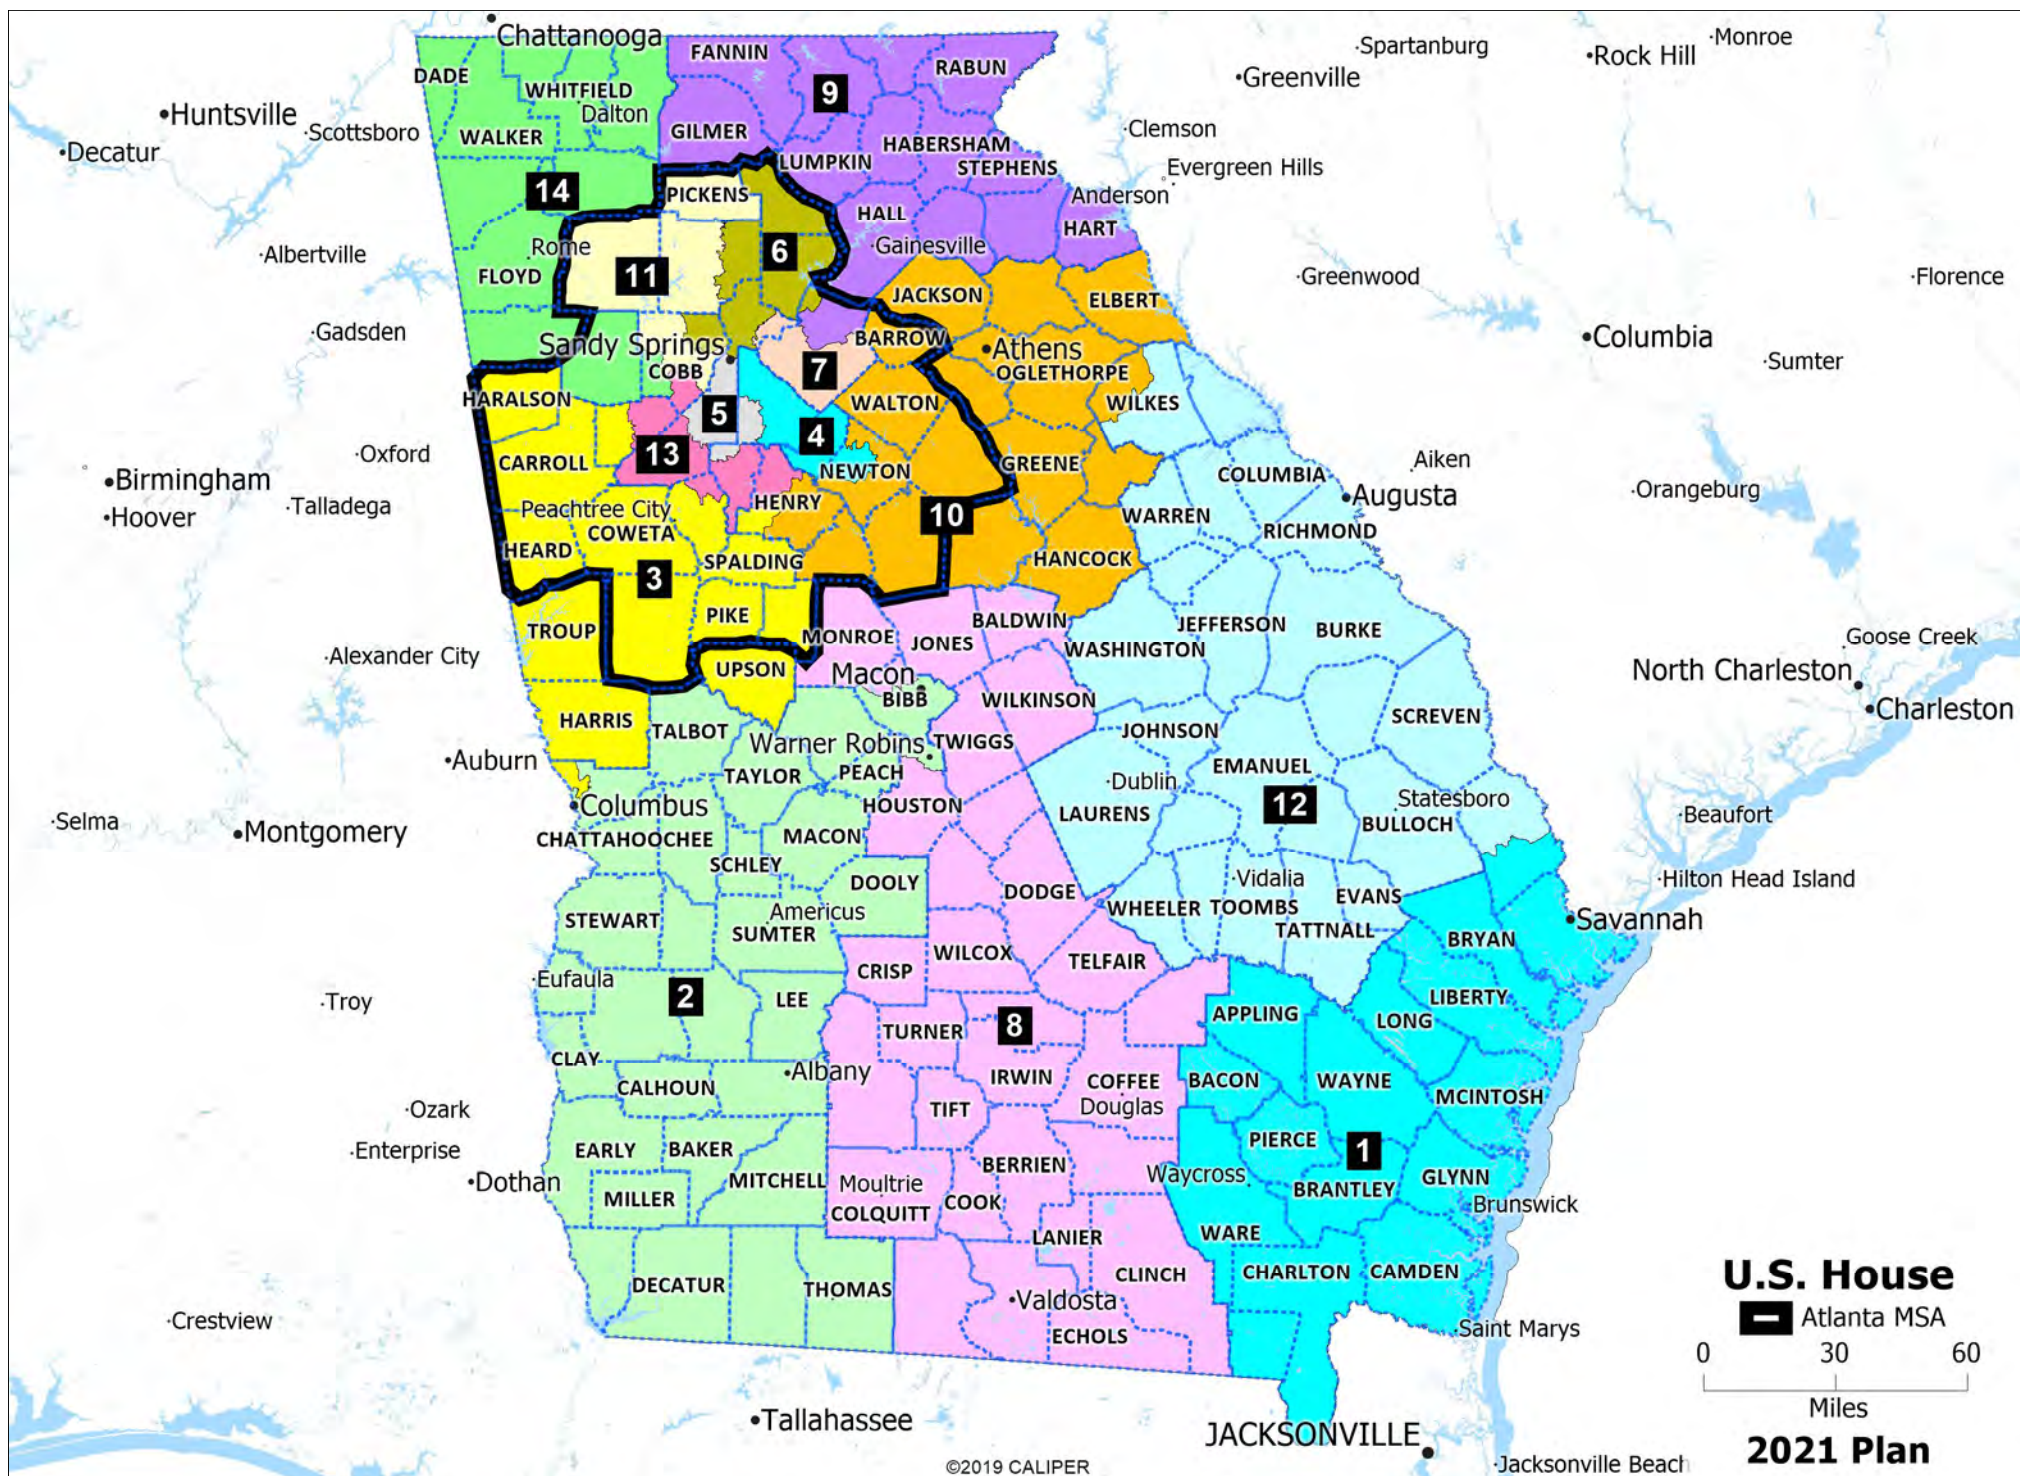 Chattanooga
Monroe
Spartanburg
Rock Hill
FANNIN
RABUN
DADE
Greenville
WHITFIELD
9
Dalton
Huntsville
Scottsboro
WALKER
GILMER
Clemson
Decatur
HABERSHAM
LUMPKIN
STEPHENS
Evergreen Hills
14
PICKENS
Anderson
HALL
HART
Rome
6
Gainesville
Albertville
FLOYD
11
Greenwood
Florence
JACKSON
ELBERT
Gadsden
Sandy Springs
BARROW
Athens
Columbia
COBB
7
OGLETHORPE
Sumter
HARALSON
5
WALTON
WILKES
4
Oxford
13
CARROLL
NEWTON
GREENE
Aiken
Birmingham
COLUMBIA
Augusta
Orangeburg
Talladega
Peachtree City
HENRY
Hoover
10
WARREN
COWETA
RICHMOND
HEARD
SPALDING
HANCOCK
3
PIKE
TROUP
MONROE
JONES
BALDWIN
JEFFERSON
BURKE
Goose Creek
Alexander City
WASHINGTON
UPSON
Macon
North Charleston
BIBB
WILKINSON
Charleston
HARRIS
TALBOT
JOHNSON
SCREVEN
Warner Robins
TWIGGS
Auburn
TAYLOR
PEACH
EMANUEL
Dublin
Columbus
HOUSTON
12
Statesboro
Selma
Montgomery
LAURENS
BULLOCH
Beaufort
CHATTAHOOCHEE
MACON
SCHLEY
DOOLY
DODGE
Vidalia
Hilton Head Island
EVANS
STEWART
Americus
WHEELER
TOOMBS
Savannah
SUMTER
TATTNALL
BRYAN
WILCOX
CRISP
TELFAIR
Eufaula
2
LEE
LIBERTY
Troy
TURNER
8
APPLING
LONG
CLAY
Albany
CALHOUN
IRWIN
COFFEE
BACON
WAYNE
MCINTOSH
Ozark
TIFT
Douglas
EARLY
BAKER
PIERCE
1
Enterprise
BERRIEN
Waycross
GLYNN
Dothan
MITCHELL
Moultrie
BRANTLEY
MILLER
COLQUITT
COOK
Brunswick
LANIER
WARE
DECATUR
THOMAS
CLINCH
CHARLTON
CAMDEN
U.S. House
Valdosta
Crestview
ECHOLS
Saint Marys
Atlanta MSA
0 30 60
Miles
Tallahassee
JACKSONVILLE
2021 Plan
©2019 CALIPER
Jacksonville Beach